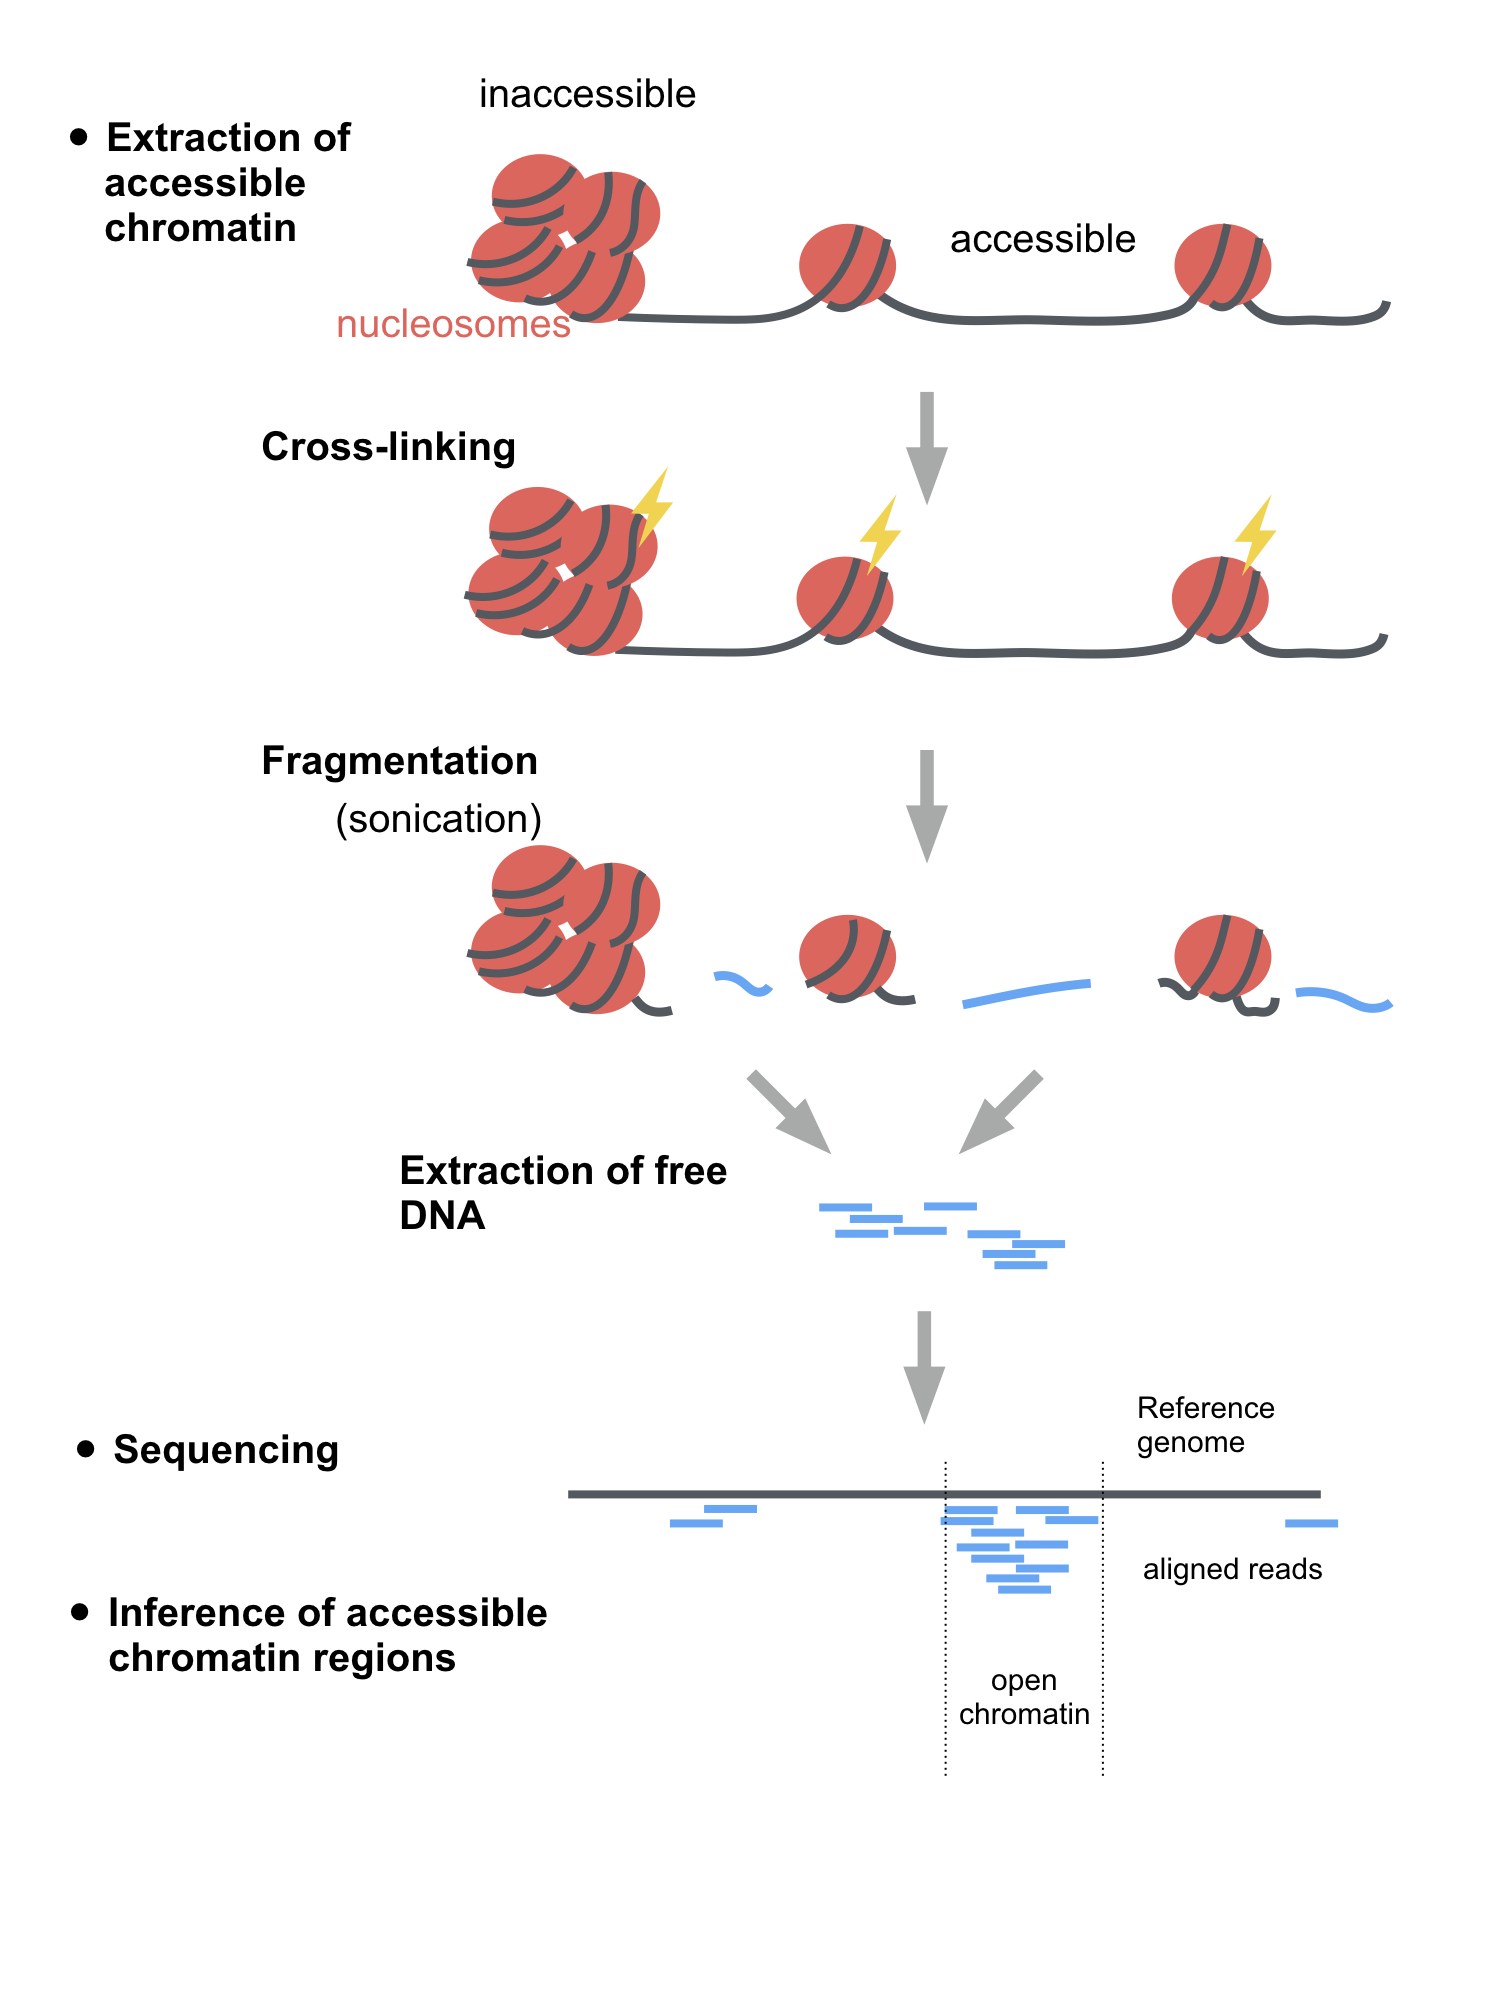 inaccessible
• Extraction of
accessible
chromatin
accessible
nucleosomes
Cross-linking
Fragmentation
(sonication)
Extraction of free
DNA
Reference
genome
• Sequencing
aligned reads
• Inference of accessible
chromatin regions
open
chromatin